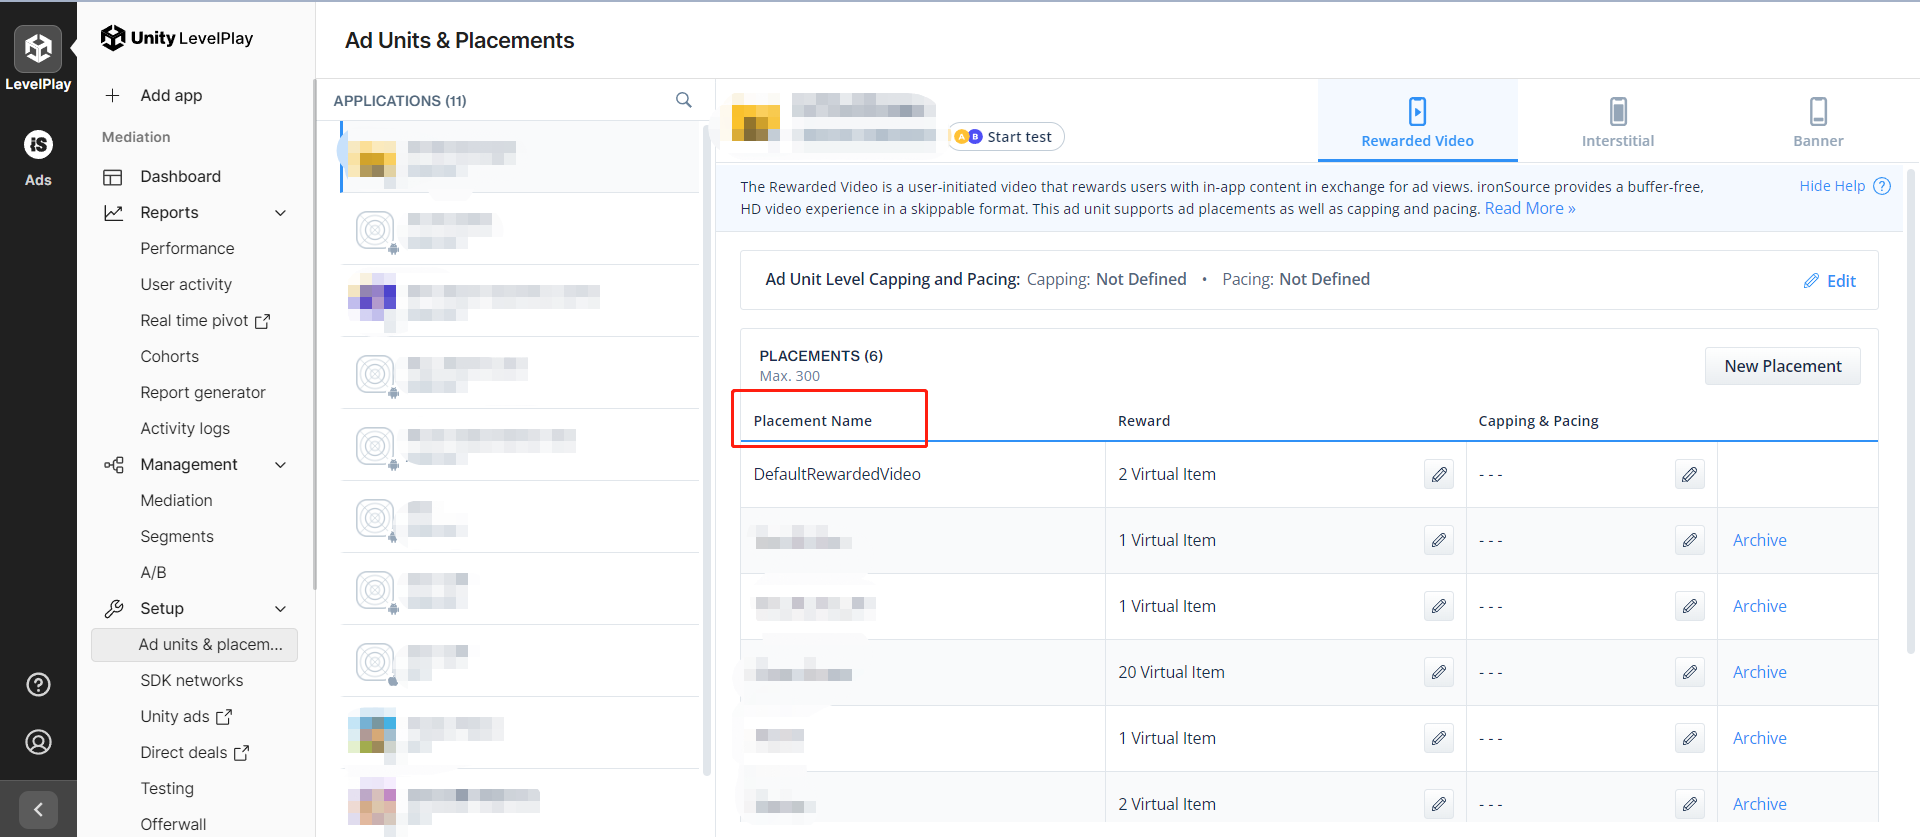 LevelPlay
Ads
Unity LevelPlay
Add app
Mediation
Dashboard
Reports
Performance
User activity
Real time pivot
Cohorts
Report generator
Activity logs
Management
Mediation
Segments
A/B
Setup
Ad units & placem...
SDK networks
Unity ads
Direct deals
Testing
Offerwall
Ad Units & Placements
APPLICATIONS (11)
A B Start test
Rewarded Video
Interstitial
Banner
The Rewarded Video is a user-initiated video that rewards users with in-app content in exchange for ad views. ironSource provides a buffer-free,
HD video experience in a skippable format. This ad unit supports ad placements as well as capping and pacing. Read More »
Hide Help ?
Ad Unit Level Capping and Pacing: Capping: Not Defined • Pacing: Not Defined
Edit
PLACEMENTS (6)
Max. 300
New Placement
Placement Name Reward Capping & Pacing
DefaultRewardedVideo 2 Virtual Item - - -
1 Virtual Item - - - Archive
1 Virtual Item - - - Archive
20 Virtual Item - - - Archive
1 Virtual Item - - - Archive
2 Virtual Item - - - Archive